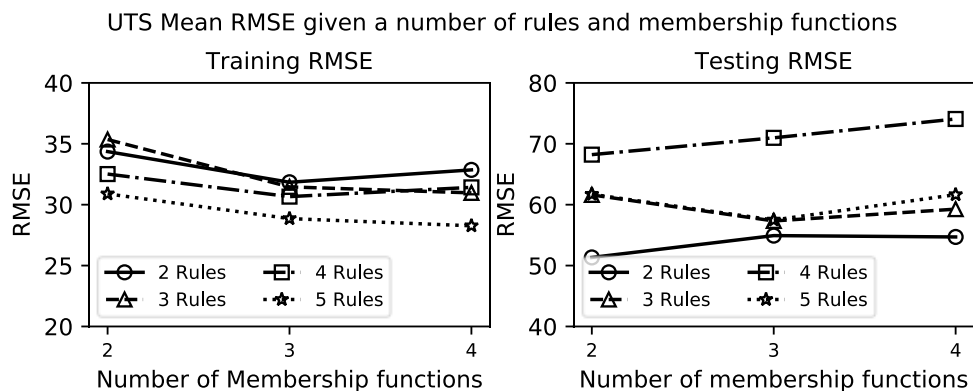 UTS Mean RMSE given a number of rules and membership functions
Training RMSE
40
35
30
25
20
RMSE
2 Rules
3 Rules
4 Rules
5 Rules
2
3
4
Number of Membership functions
Testing RMSE
80
70
60
50
40
RMSE
2 Rules
3 Rules
4 Rules
5 Rules
2
3
4
Number of membership functions